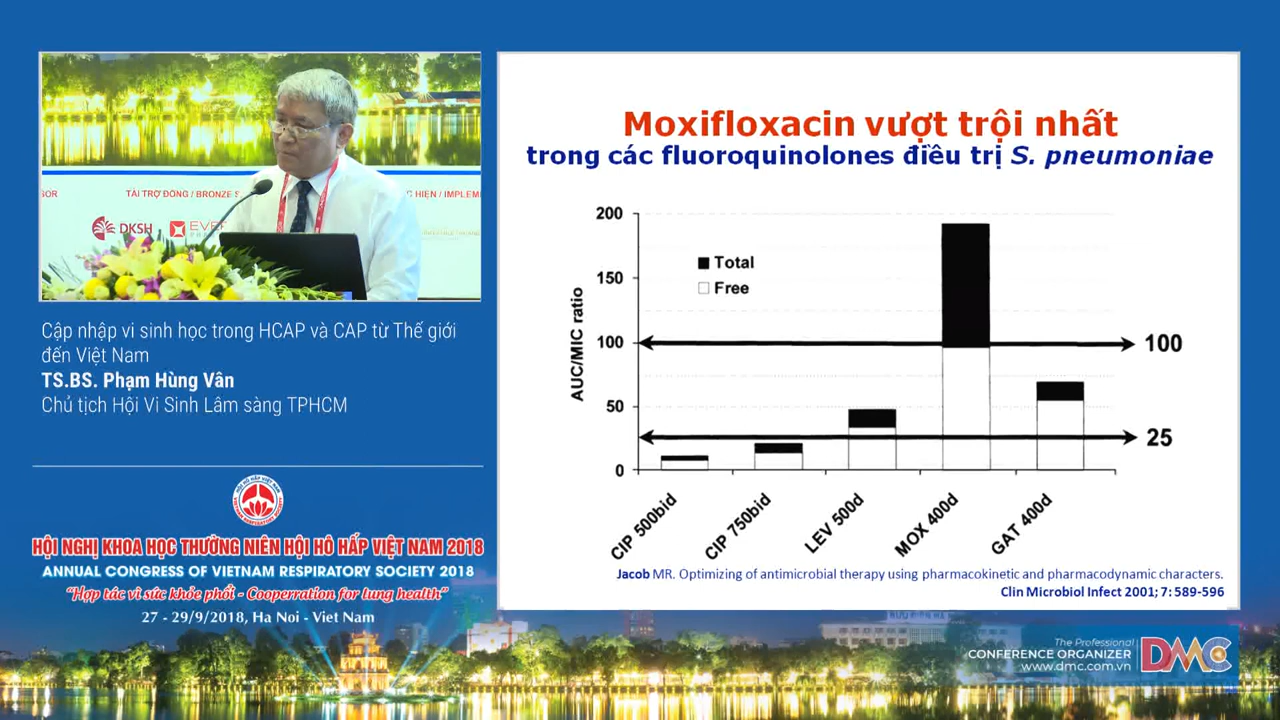 SOR
TÀI TRỢ ĐỒNG / BRONZE S
HIỆN / IMPLEM
DKSH
EVE
Cập nhập vi sinh học trong HCAP và CAP từ Thế giới
đến Việt Nam
TS.BS. Phạm Hùng Vân
Chủ tịch Hội Vi Sinh Lâm sàng TPHCM
HỘI NGHỊ KHOA HỌC THƯỜNG NIÊN HỘI HÔ HẤP VIỆT NAM 2018
ANNUAL CONGRESS OF VIETNAM RESPIRATORY SOCIETY 2018
“Hợp tác vì sức khỏe phổi - Cooperration for lung health”
27 - 29/9/2018, Ha Noi - Viet Nam
Moxifloxacin vượt trội nhất
trong các fluoroquinolones điều trị S. pneumoniae
AUC/MIC ratio
200
150
100
50
0
Total
Free
100
25
CIP 500bid
CIP 750bid
LEV 500d
MOX 400d
GAT 400d
Jacob MR. Optimizing of antimicrobial therapy using pharmacokinetic and pharmacodynamic characters.
Clin Microbiol Infect 2001; 7: 589-596
The Professional
CONFERENCE ORGANIZER
www.dmc.com.vn
DMC